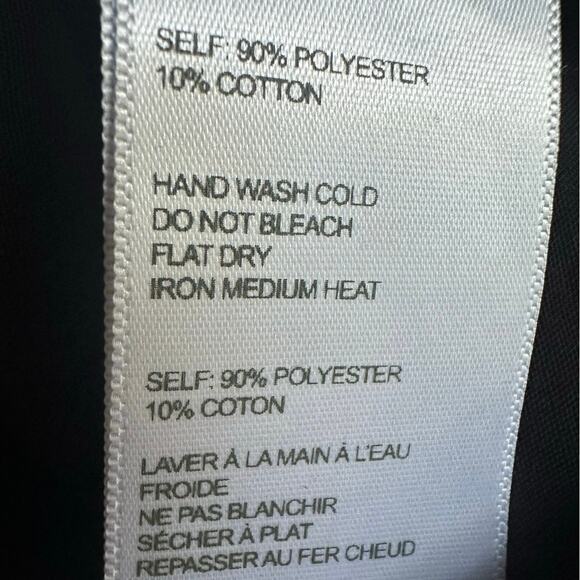 SELF: 90% POLYESTER
10% COTTON
HAND WASH COLD
DO NOT BLEACH
FLAT DRY
IRON MEDIUM HEAT
SELF: 90% POLYESTER
10% COTON
LAVER À LA MAIN À L'EAU
FROIDE
NE PAS BLANCHIR
SÉCHER À PLAT
REPASSER AU FER CHEUD